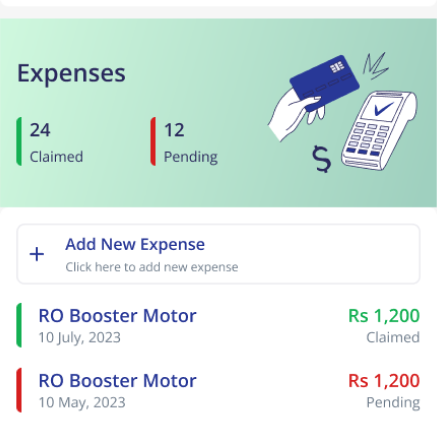 Expenses
24
Claimed
12
Pending
$
+ Add New Expense
Click here to add new expense
RO Booster Motor
Rs 1,200
10 July, 2023
Claimed
RO Booster Motor
Rs 1,200
10 May, 2023
Pending